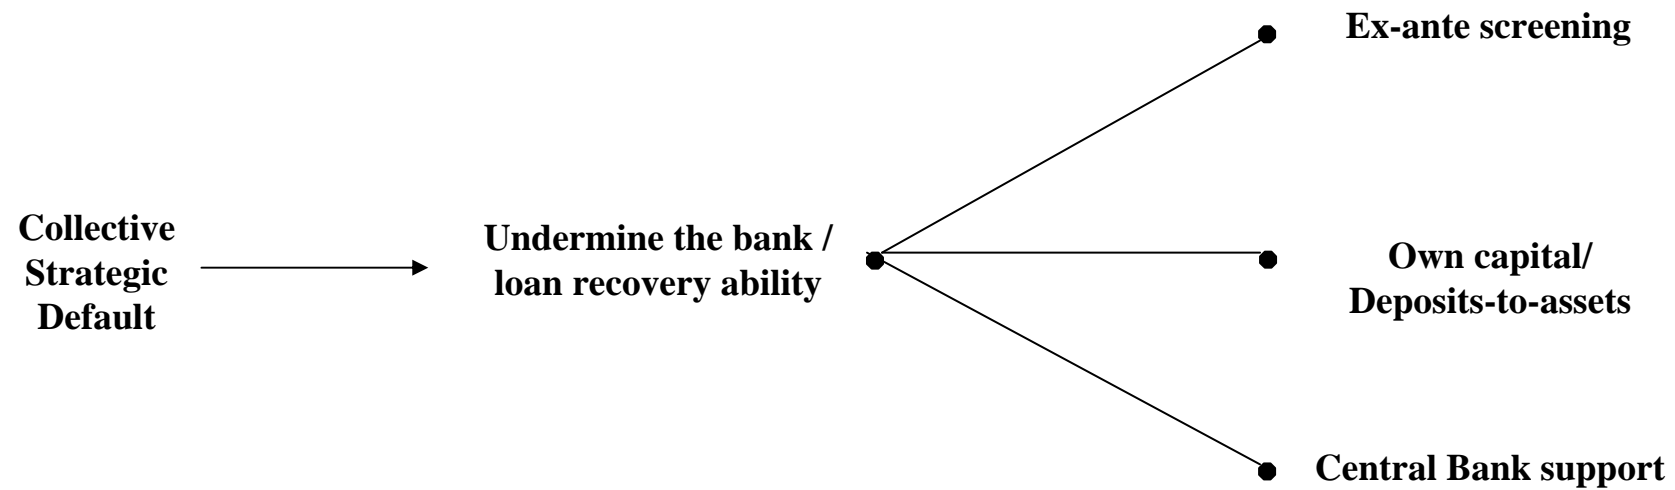 Collective
Strategic
Default
Undermine the bank /
loan recovery ability
Ex-ante screening
Own capital/
Deposits-to-assets
Central Bank support